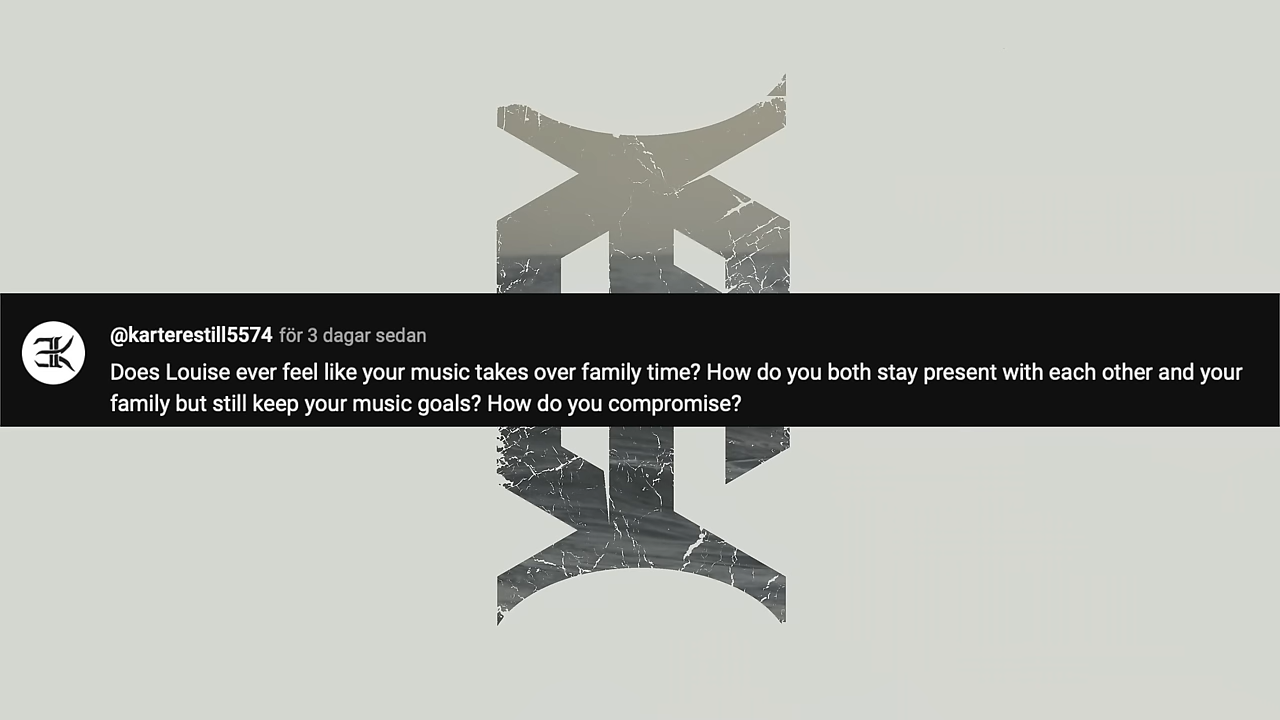 @karterestill5574 för 3 dagar sedan
Does Louise ever feel like your music takes over family time? How do you both stay present with each other and your
family but still keep your music goals? How do you compromise?